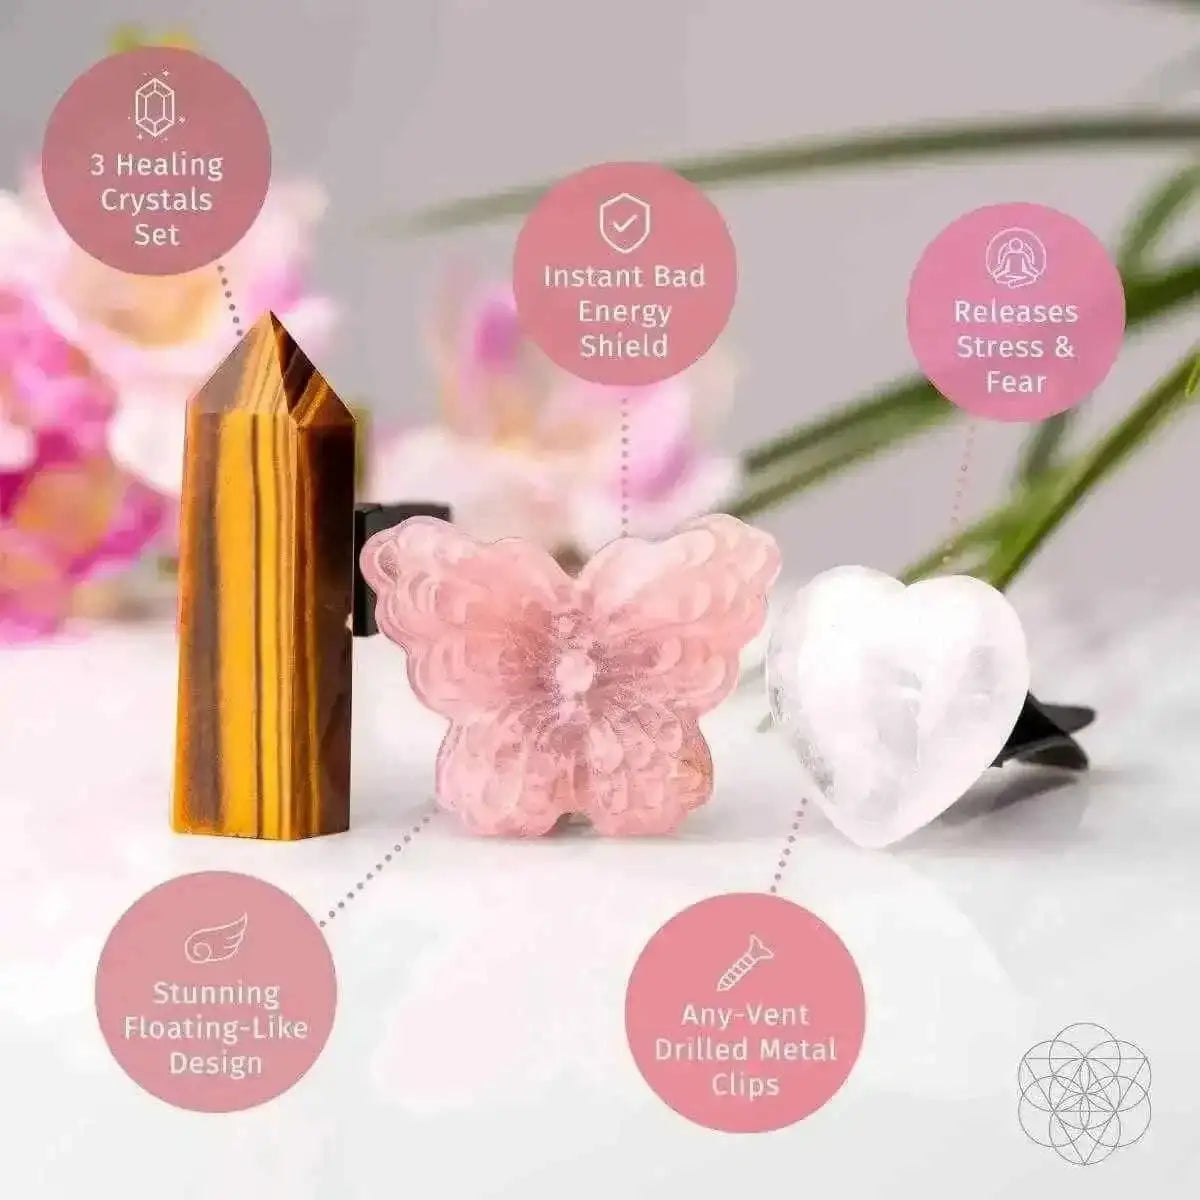 3 Healing
Crystals
Set
Instant Bad
Energy
Shield
Releases
Stress &
Fear
Stunning
Floating-Like
Design
Any-Vent
Drilled Metal
Clips